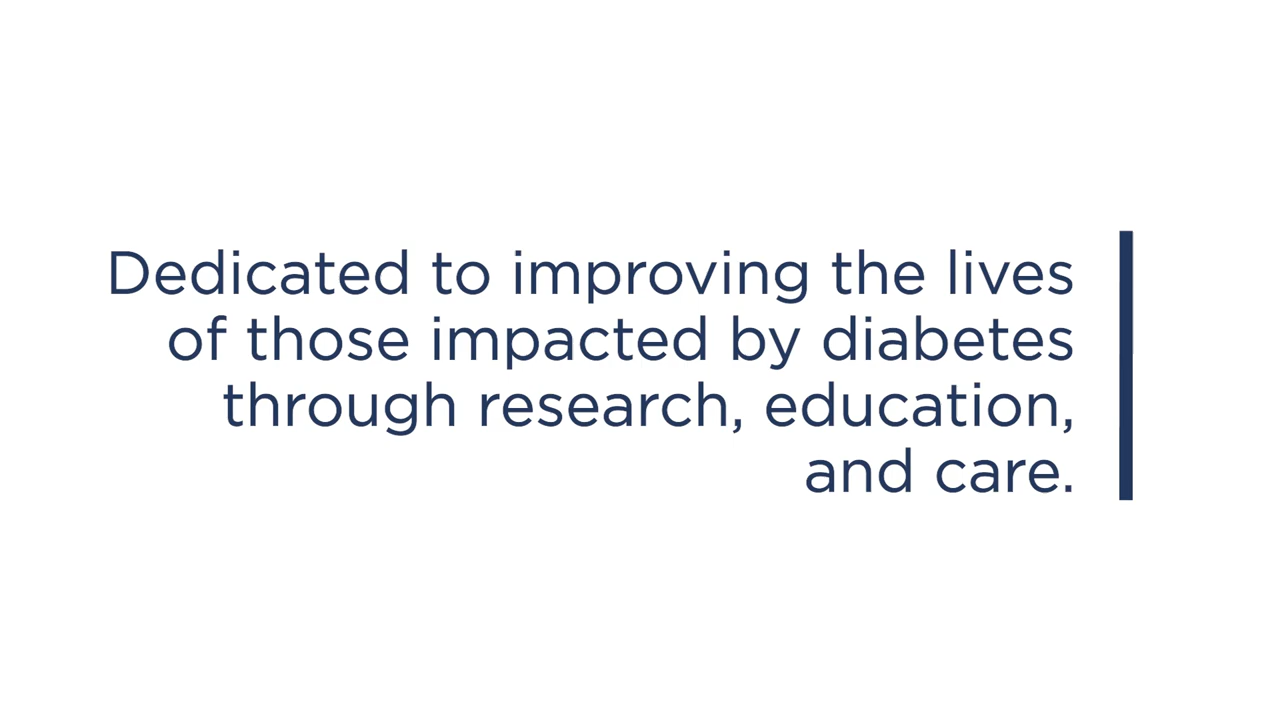 Dedicated to improving the lives
of those impacted by diabetes
through research, education,
and care.